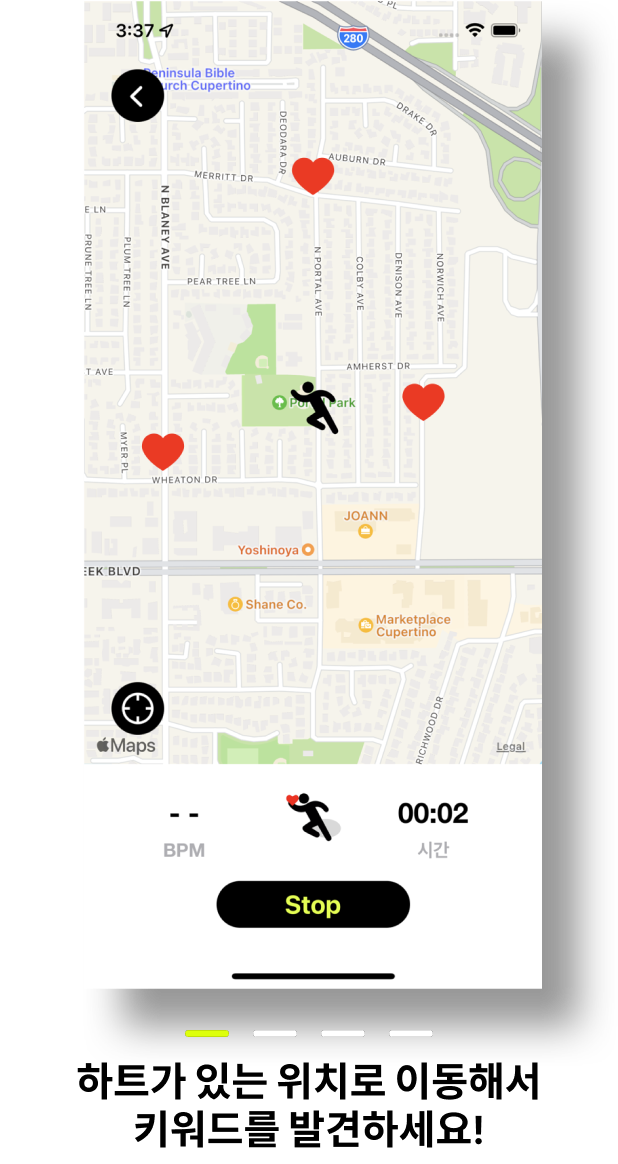 3:37
280
Peninsula Bible
Church Cupertino
DRAKE DR
DEODARA DR
AUBURN DR
MERRITT DR
N BLANEY AVE
E LN
PRUNE TREE LN
PLUM TREE LN
PEAR TREE LN
N PORTAL AVE
COLBY AVE
DENISON AVE
NORWICH AVE
T AVE
AMHERST DR
Portal Park
MYER PL
WHEATON DR
JOANN
Yoshinoya
EEK BLVD
Shane Co.
Marketplace
Cupertino
RICHWOOD DR
Maps
Legal
- -
00:02
BPM
시간
Stop
하트가 있는 위치로 이동해서
키워드를 발견하세요!